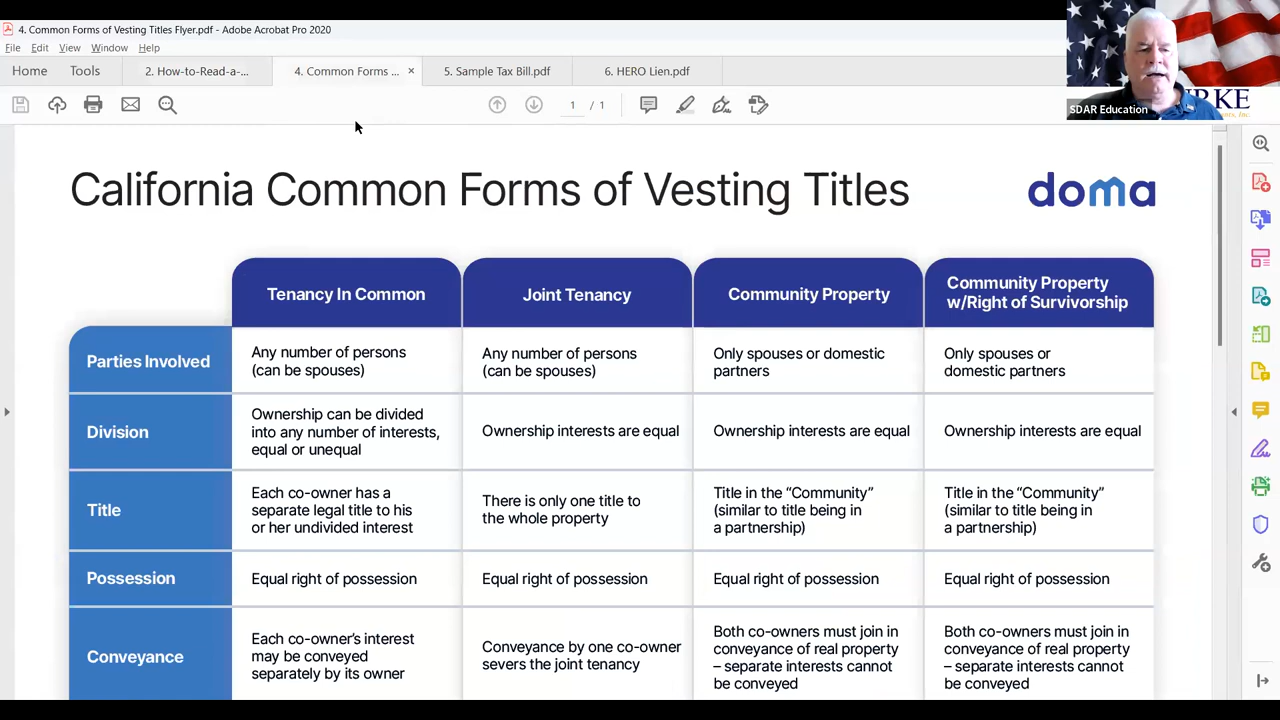 4. Common Forms of Vesting Titles Flyer.pdf - Adobe Acrobat Pro 2020
File Edit View Window Help
Home Tools 2. How-to-Read-a-... 4. Common Forms ... × 5. Sample Tax Bill.pdf 6. HERO Lien.pdf
1 / 1
SDAR Education
California Common Forms of Vesting Titles
doma
Tenancy In Common
Joint Tenancy
Community Property
Community Property
w/Right of Survivorship
Parties Involved
Any number of persons
(can be spouses)
Any number of persons
(can be spouses)
Only spouses or domestic
partners
Only spouses or
domestic partners
Division
Ownership can be divided
into any number of interests,
equal or unequal
Ownership interests are equal
Ownership interests are equal
Ownership interests are equal
Title
Each co-owner has a
separate legal title to his
or her undivided interest
There is only one title to
the whole property
Title in the “Community”
(similar to title being in
a partnership)
Title in the “Community”
(similar to title being in
a partnership)
Possession
Equal right of possession
Equal right of possession
Equal right of possession
Equal right of possession
Conveyance
Each co-owner’s interest
may be conveyed
separately by its owner
Conveyance by one co-owner
severs the joint tenancy
Both co-owners must join in
conveyance of real property
– separate interests cannot
be conveyed
Both co-owners must join in
conveyance of real property
– separate interests cannot
be conveyed